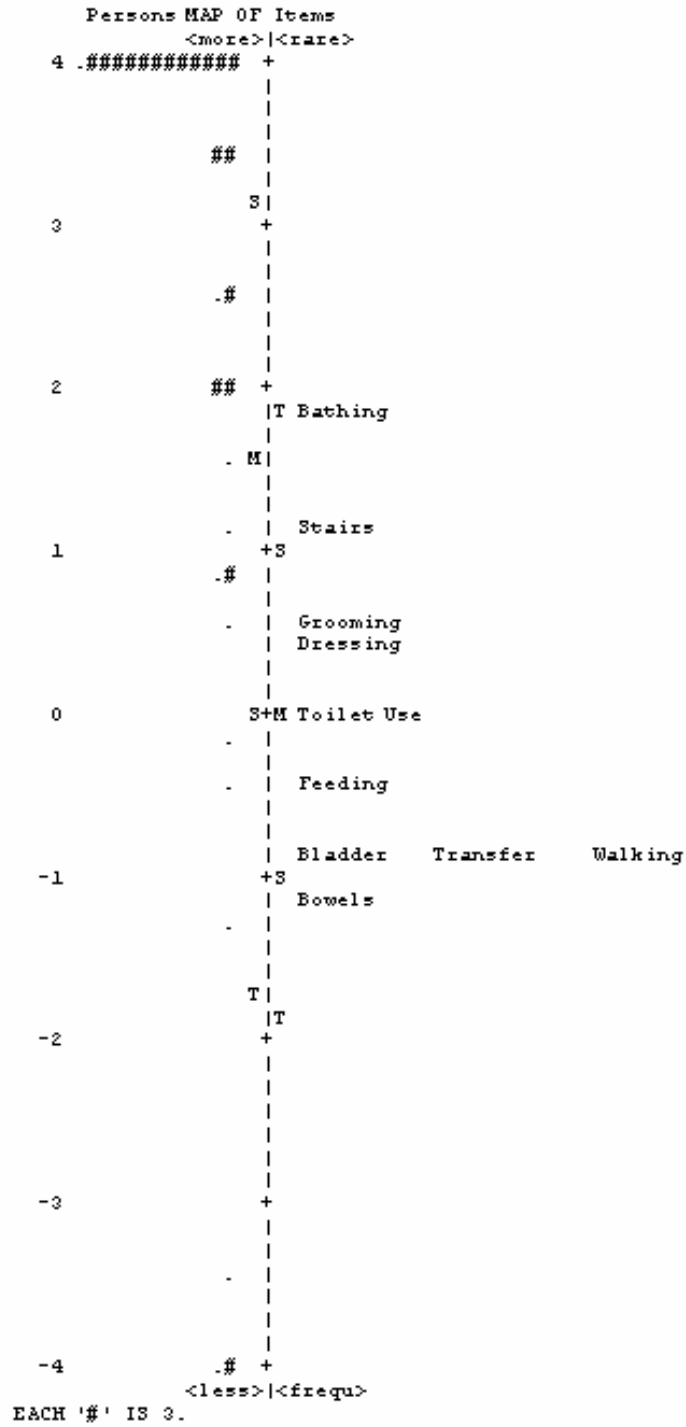 Persons MAP OF Items
<more>|<rare>
4 .############ +
|
|
|
## |
|
S|
3 +
|
|
.# |
|
|
|
2 ## +
|T Bathing
|
. M|
|
|
. | Stairs
1 +S
.# |
|
. | Grooming
| Dressing
|
|
0 S+M Toilet Use
. |
|
. | Feeding
|
|
| Bladder Transfer Walking
-1 +S
| Bowels
. |
|
|
T|
|T
-2 +
|
|
|
|
|
|
-3 +
|
|
. |
|
|
|
-4 .# +
<less>|<frequ>
EACH '#' IS 3.